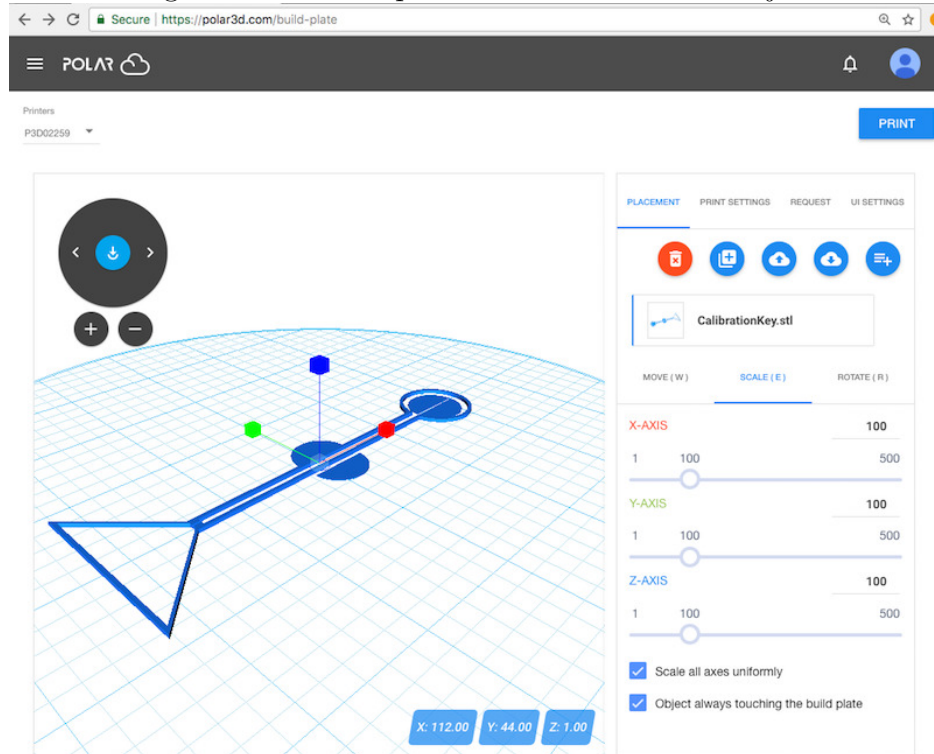 Secure | https://polar3d.com/build-plate
POLAR
Printers
P3D02259
PRINT
PLACEMENT PRINT SETTINGS REQUEST UI SETTINGS
CalibrationKey.stl
MOVE ( W ) SCALE ( E ) ROTATE ( R )
X-AXIS 100
1 100 500
Y-AXIS 100
1 100 500
Z-AXIS 100
1 100 500
Scale all axes uniformly
Object always touching the build plate
X: 112.00 Y: 44.00 Z: 1.00